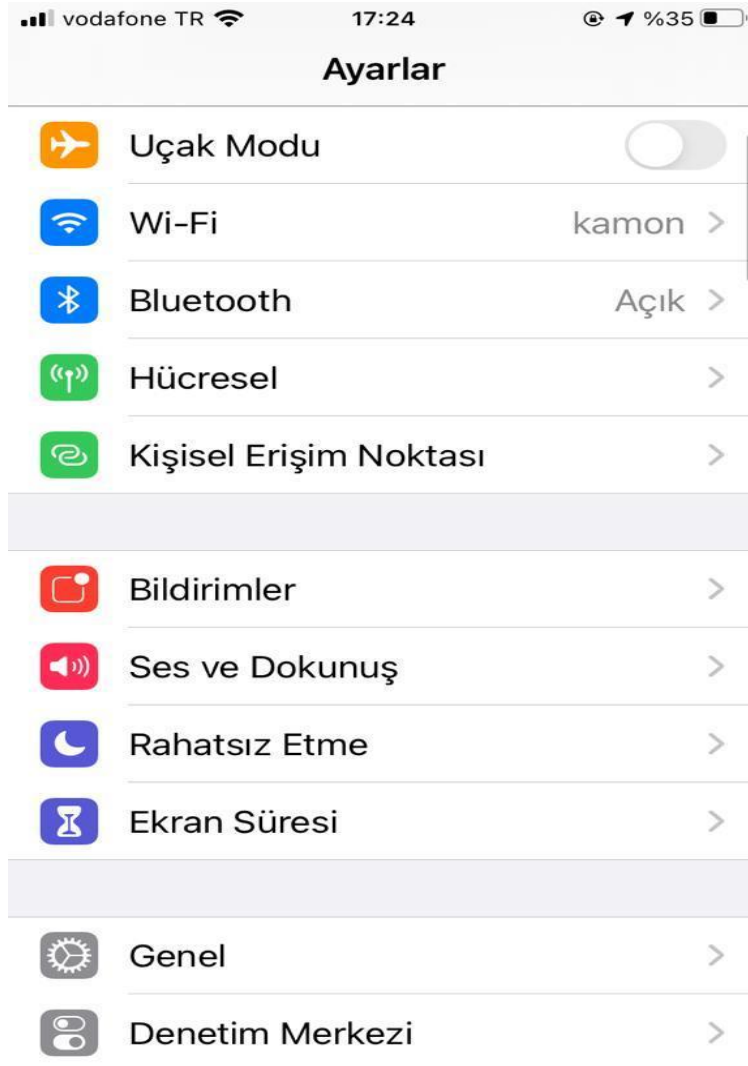 vodafone TR 17:24 %35
Ayarlar
Uçak Modu
Wi-Fi kamon
Bluetooth Açık
Hücresel
Kişisel Erişim Noktası
Bildirimler
Ses ve Dokunuş
Rahatsız Etme
Ekran Süresi
Genel
Denetim Merkezi